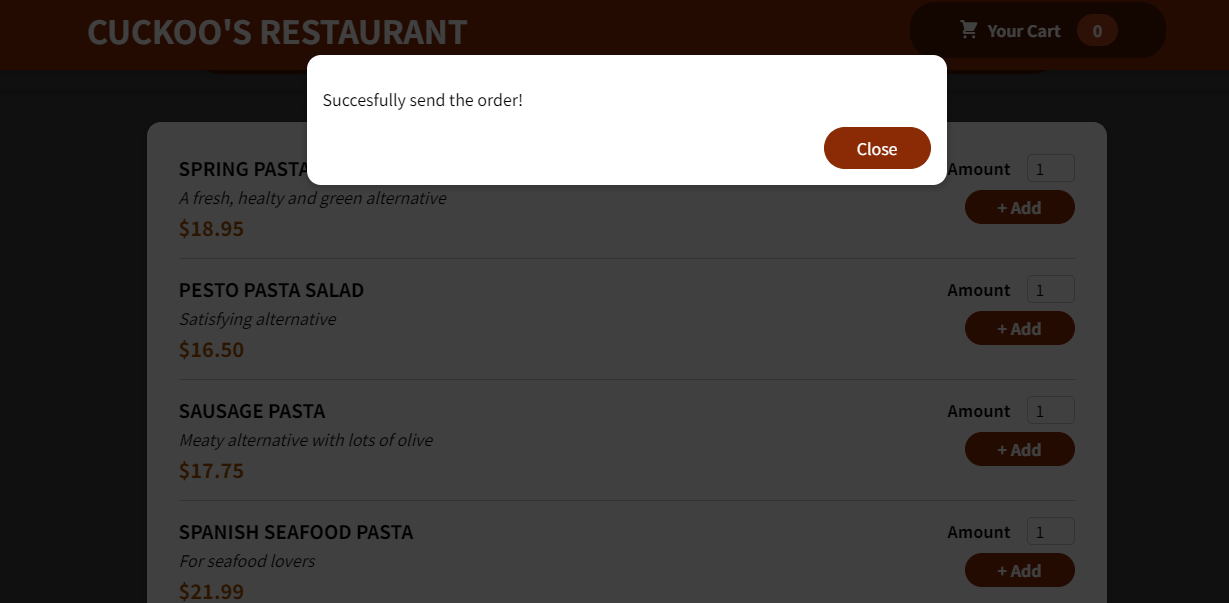 CUCKOO'S RESTAURANT
Your Cart 0
Succesfully send the order!
Close
SPRING PASTA
Amount 1
A fresh, healty and green alternative
+ Add
$18.95
PESTO PASTA SALAD
Amount 1
Satisfying alternative
+ Add
$16.50
SAUSAGE PASTA
Amount 1
Meaty alternative with lots of olive
+ Add
$17.75
SPANISH SEAFOOD PASTA
Amount 1
For seafood lovers
+ Add
$21.99